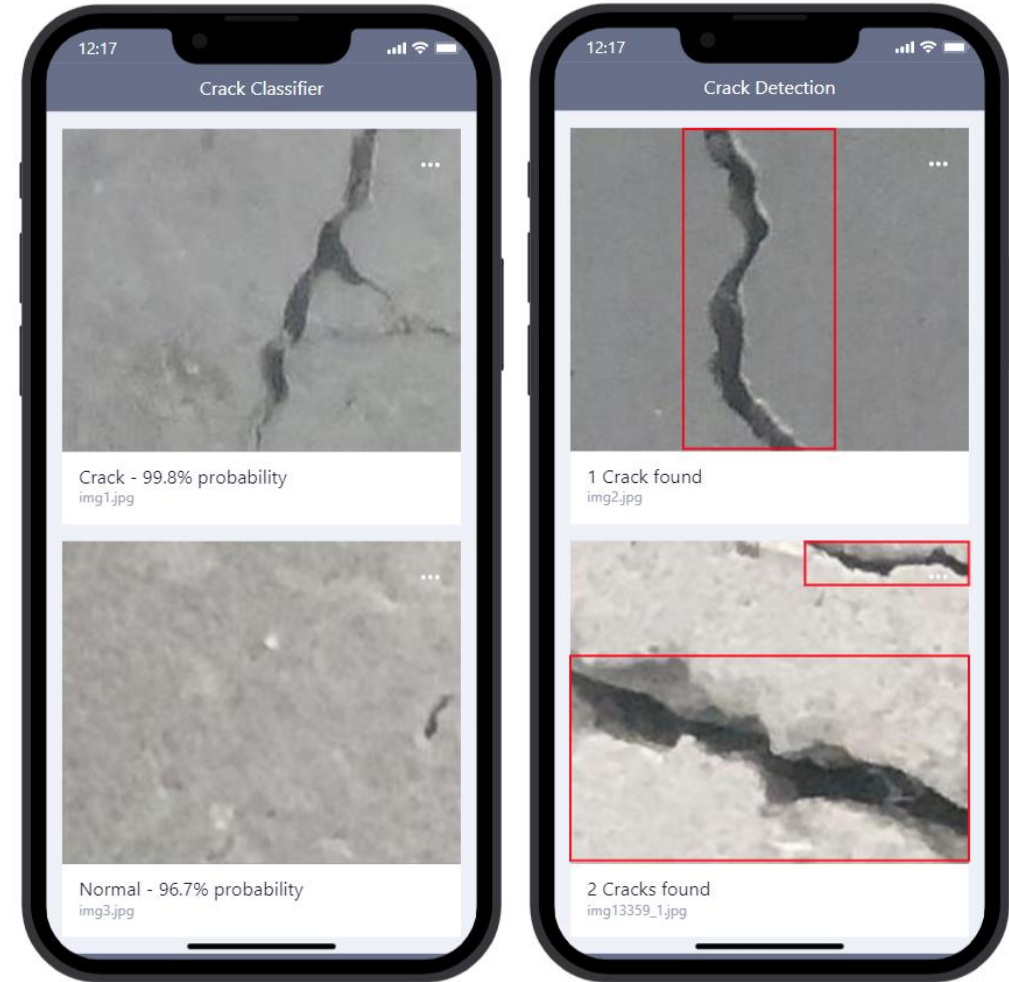 12:17
Crack Classifier
Crack - 99.8% probability
img1.jpg
Normal - 96.7% probability
img3.jpg
12:17
Crack Detection
1 Crack found
img2.jpg
2 Cracks found
img13359_1.jpg